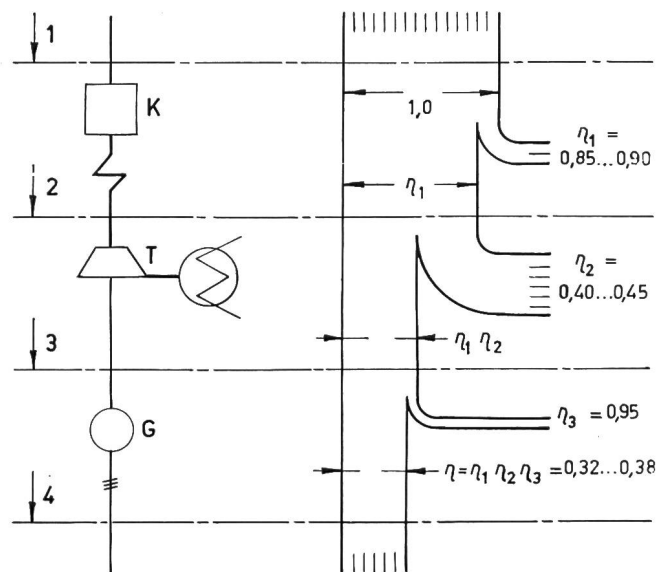 1
K
1,0
η₁ =
0,85...0,90
2
η₁
T
η₂ =
0,40...0,45
3
η₁ η₂
G
η₃ = 0,95
η=η₁ η₂ η₃ =0,32...0,38
4